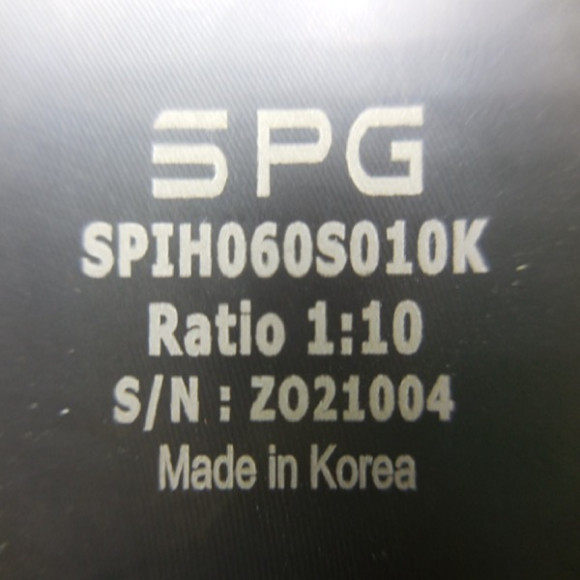 SPG
SPIH060S010K
Ratio 1:10
S/N : ZO21004
Made in Korea